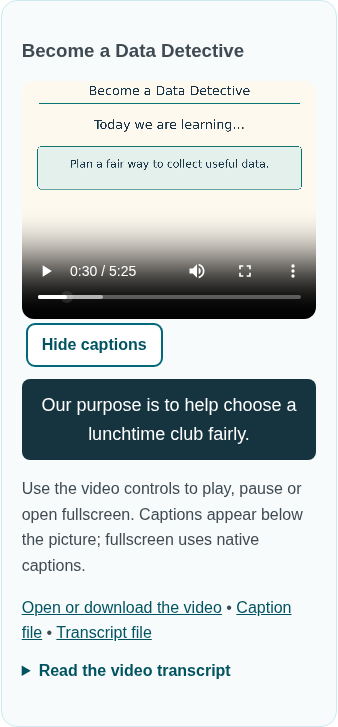 Become a Data Detective
Become a Data Detective
Today we are learning...
Plan a fair way to collect useful data.
0:30 / 5:25
Hide captions
Our purpose is to help choose a
lunchtime club fairly.
Use the video controls to play, pause or
open fullscreen. Captions appear below
the picture; fullscreen uses native
captions.
Open or download the video • Caption
file • Transcript file
Read the video transcript